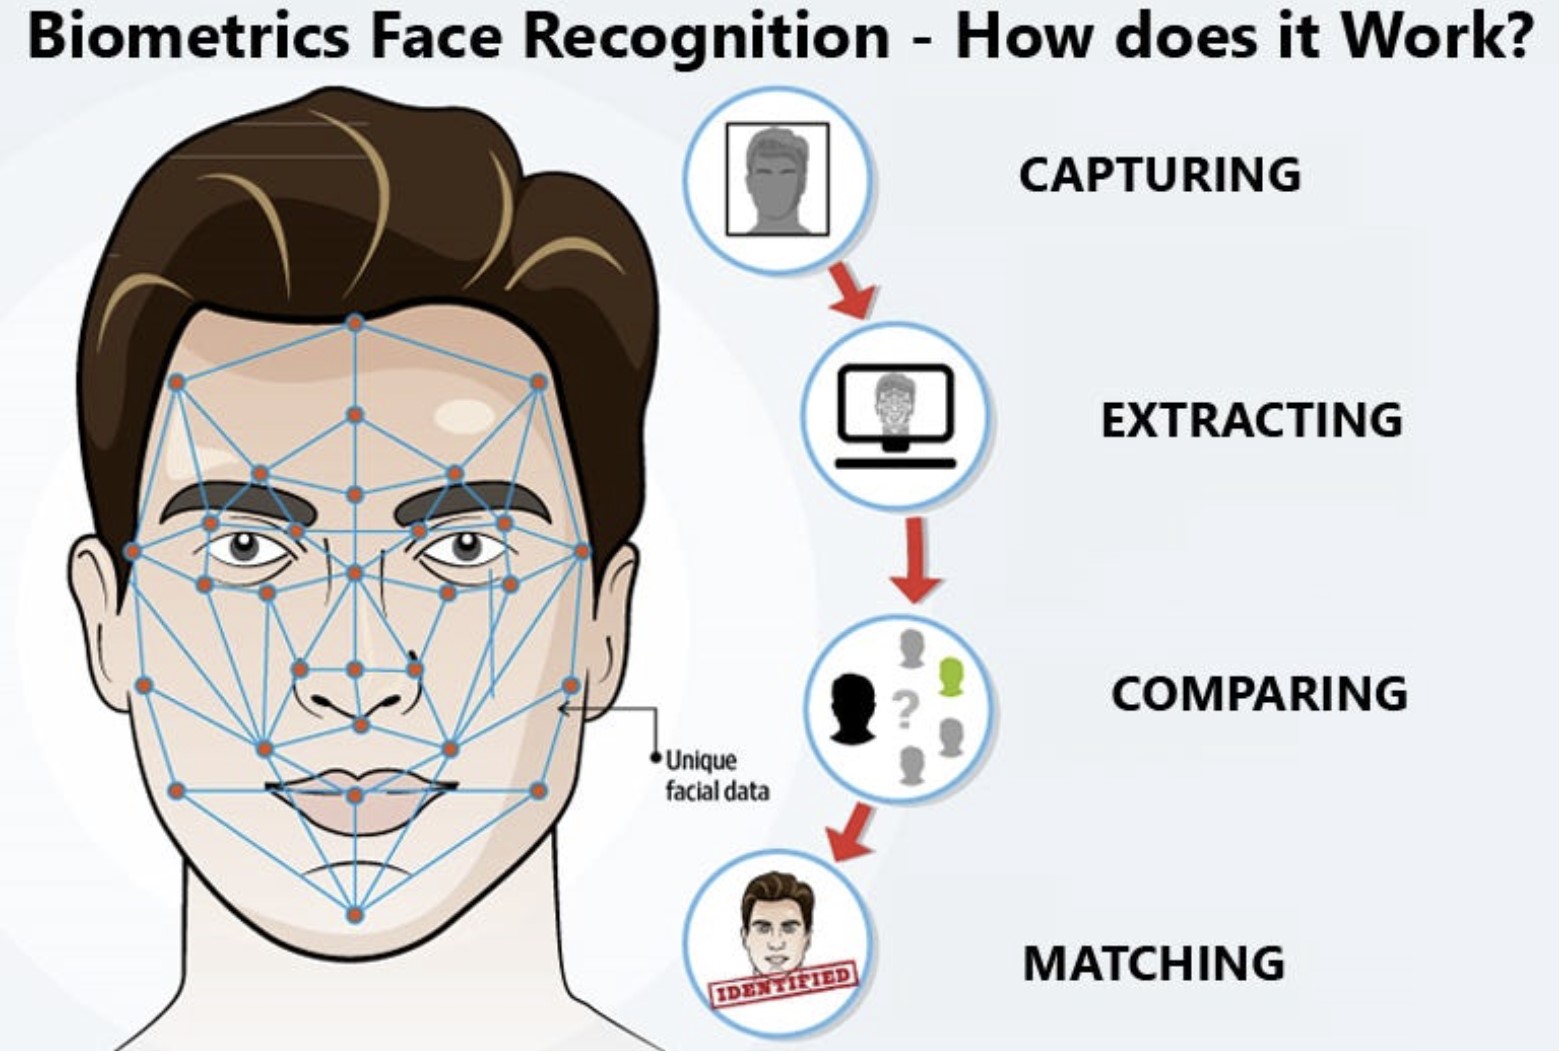 Biometrics Face Recognition - How does it Work?
CAPTURING
EXTRACTING
COMPARING
?
Unique
facial data
MATCHING
IDENTIFIED